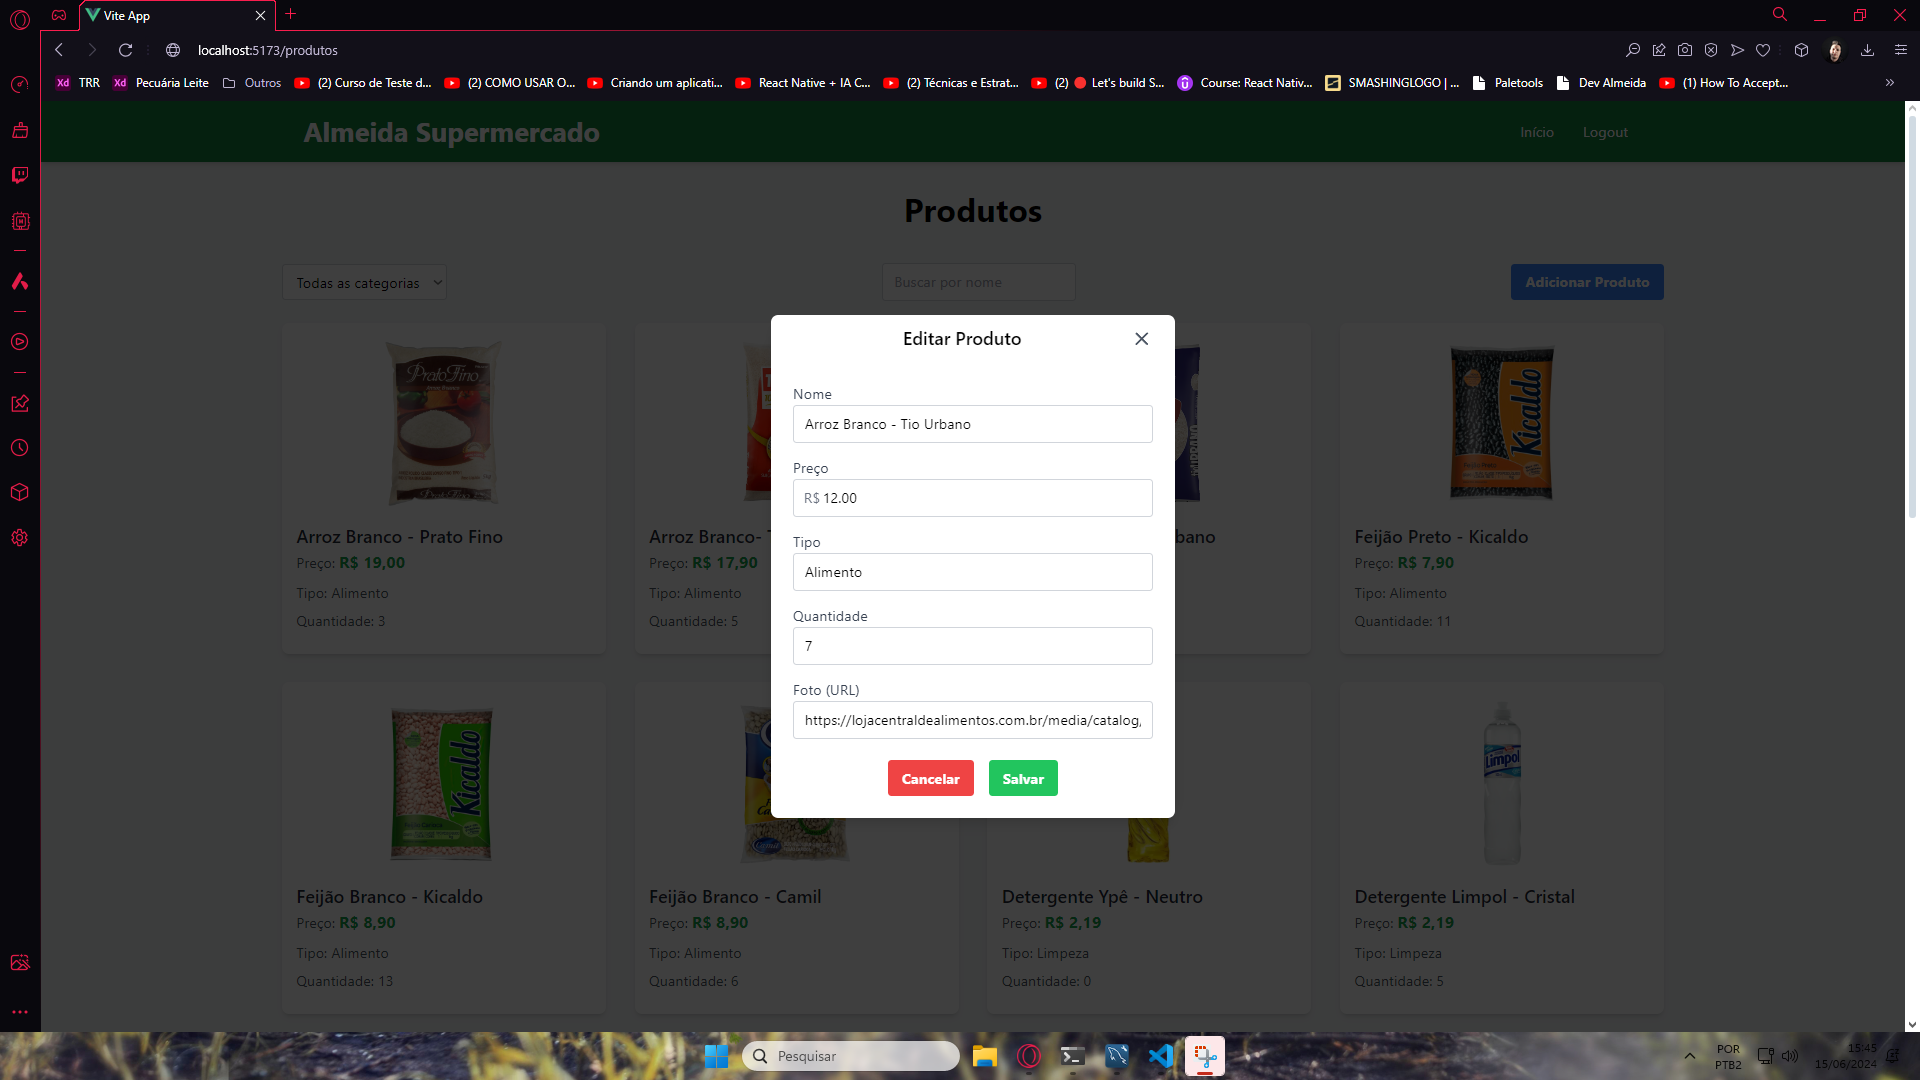 Vite App
localhost:5173/produtos
TRR
Pecuária Leite
Outros
(2) Curso de Teste d...
(2) COMO USAR O...
Criando um aplicati...
React Native + IA C...
(2) Técnicas e Estrat...
(2) Let's build S...
Course: React Nativ...
SMASHINGLOGO | ...
Paletools
Dev Almeida
(1) How To Accept...
Almeida Supermercado
Início
Logout
Produtos
Todas as categorias
Buscar por nome
Adicionar Produto
Editar Produto
Nome
Arroz Branco - Tio Urbano
Preço
R$ 12.00
Tipo
Alimento
Quantidade
7
Foto (URL)
https://lojacentraldealimentos.com.br/media/catalog,
Cancelar
Salvar
Prato Fino
Arroz Branco - Prato Fino
Preço: R$ 19,00
Tipo: Alimento
Quantidade: 3
Arroz Branco- T
Preço: R$ 17,90
Tipo: Alimento
Quantidade: 5
bano
Kicaldo
Feijão Preto - Kicaldo
Preço: R$ 7,90
Tipo: Alimento
Quantidade: 11
Kicaldo
Feijão Branco - Kicaldo
Preço: R$ 8,90
Tipo: Alimento
Quantidade: 13
Camil
Feijão Branco - Camil
Preço: R$ 8,90
Tipo: Alimento
Quantidade: 6
Detergente Ypê - Neutro
Preço: R$ 2,19
Tipo: Limpeza
Quantidade: 0
Limpol
Detergente Limpol - Cristal
Preço: R$ 2,19
Tipo: Limpeza
Quantidade: 5
Pesquisar
POR
PTB2
15:45
15/06/2024